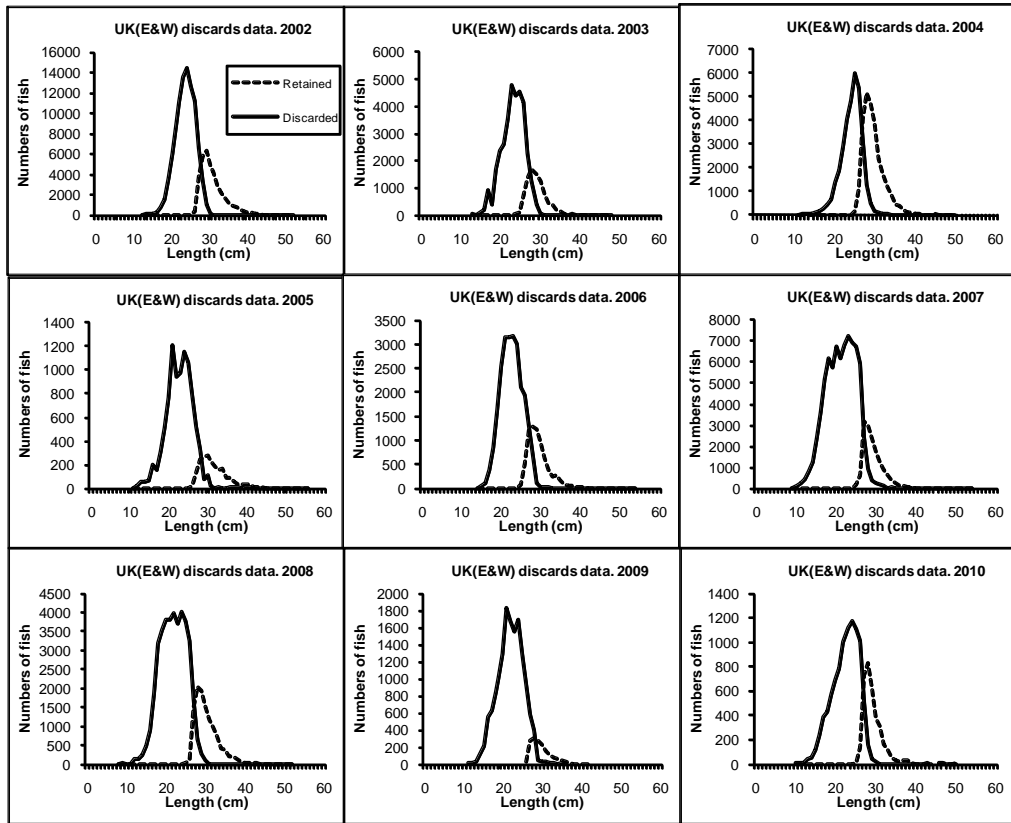 UK(E&W) discards data. 2002
16000
14000
12000
10000
8000
6000
4000
2000
0
Numbers of fish
Retained
Discarded
0 10 20 30 40 50 60
Length (cm)
UK(E&W) discards data. 2003
6000
5000
4000
3000
2000
1000
0
Numbers of fish
0 10 20 30 40 50 60
Length (cm)
UK(E&W) discards data. 2004
7000
6000
5000
4000
3000
2000
1000
0
Numbers of fish
0 10 20 30 40 50 60
Length (cm)
UK(E&W) discards data. 2005
1400
1200
1000
800
600
400
200
0
Numbers of fish
0 10 20 30 40 50 60
Length (cm)
UK(E&W) discards data. 2006
3500
3000
2500
2000
1500
1000
500
0
Numbers of fish
0 10 20 30 40 50 60
Length (cm)
UK(E&W) discards data. 2007
8000
7000
6000
5000
4000
3000
2000
1000
0
Numbers of fish
0 10 20 30 40 50 60
Length (cm)
UK(E&W) discards data. 2008
4500
4000
3500
3000
2500
2000
1500
1000
500
0
Numbers of fish
0 10 20 30 40 50 60
Length (cm)
UK(E&W) discards data. 2009
2000
1800
1600
1400
1200
1000
800
600
400
200
0
Numbers of fish
0 10 20 30 40 50 60
Length (cm)
UK(E&W) discards data. 2010
1400
1200
1000
800
600
400
200
0
Numbers of fish
0 10 20 30 40 50 60
Length (cm)